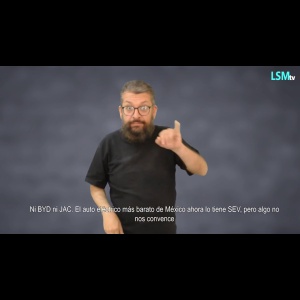 LSMtv
Ni BYD ni JAC. El auto eléctrico más barato de México ahora lo tiene SEV, pero algo no
nos convence